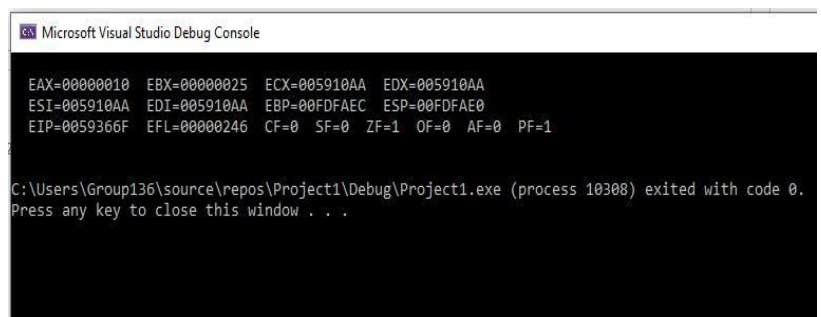 Microsoft Visual Studio Debug Console
EAX=00000010 EBX=00000025 ECX=005910AA EDX=005910AA
ESI=005910AA EDI=005910AA EBP=00FDFAEC ESP=00FDFAE0
EIP=0059366F EFL=00000246 CF=0 SF=0 ZF=1 OF=0 AF=0 PF=1
C:\Users\Group136\source\repos\Project1\Debug\Project1.exe (process 10308) exited with code 0.
Press any key to close this window . . .